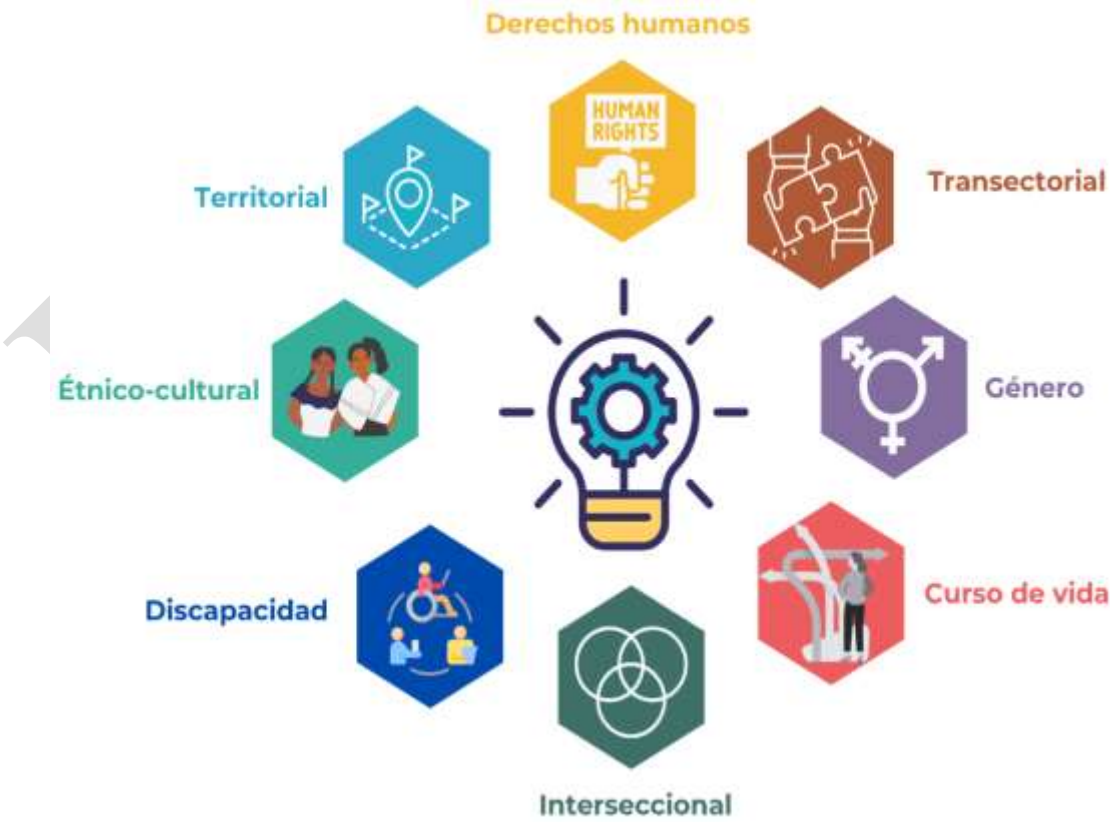 Derechos humanos
HUMAN
RIGHTS
Transectorial
Territorial
Género
Étnico-cultural
Curso de vida
Discapacidad
Interseccional